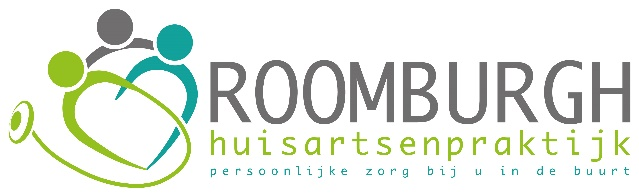 ROOMBURGH
huisartsenpraktijk
persoonlijke zorg bij u in de buurt